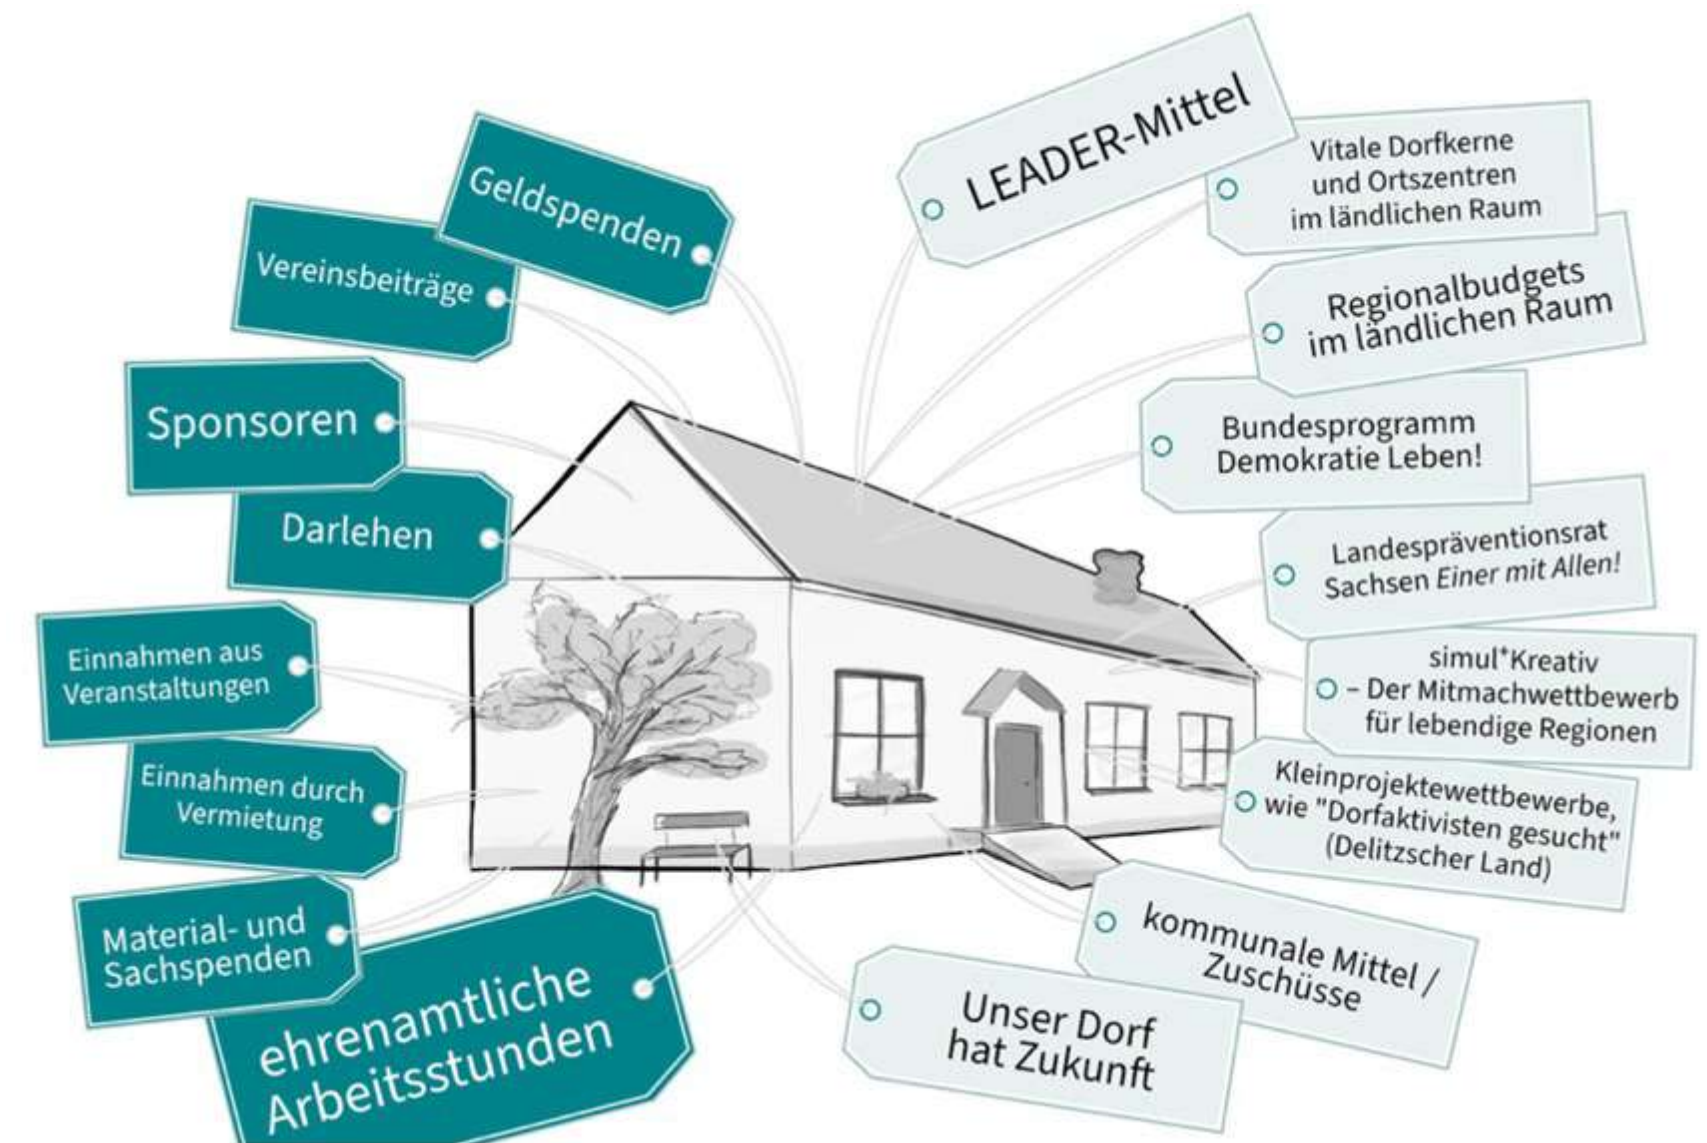 Geldspenden
Vereinsbeiträge
Sponsoren
Darlehen
Einnahmen aus
Veranstaltungen
Einnahmen durch
Vermietung
Material- und
Sachspenden
ehrenamtliche
Arbeitsstunden
LEADER-Mittel
Vitale Dorfkerne
und Ortszentren
im ländlichen Raum
Regionalbudgets
im ländlichen Raum
Bundesprogramm
Demokratie Leben!
Landespräventionsrat
Sachsen Einer mit Allen!
simul*Kreativ
– Der Mitmachwettbewerb
für lebendige Regionen
Kleinprojektewettbewerbe,
wie "Dorfaktivisten gesucht"
(Delitzscher Land)
kommunale Mittel /
Zuschüsse
Unser Dorf
hat Zukunft